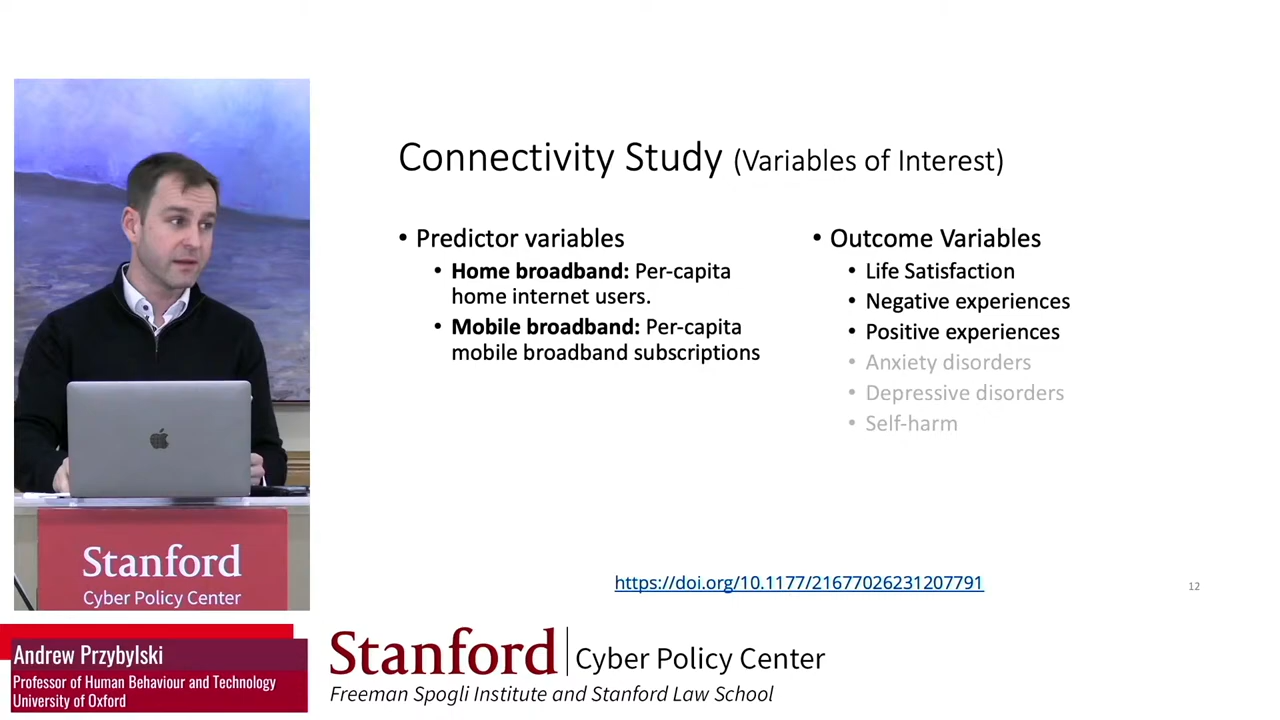 Connectivity Study (Variables of Interest)
• Predictor variables
• Home broadband: Per-capita
home internet users.
• Mobile broadband: Per-capita
mobile broadband subscriptions
• Outcome Variables
• Life Satisfaction
• Negative experiences
• Positive experiences
• Anxiety disorders
• Depressive disorders
• Self-harm
https://doi.org/10.1177/21677026231207791
12
Stanford
Cyber Policy Center
Andrew Przybylski
Professor of Human Behaviour and Technology
University of Oxford
Stanford Cyber Policy Center
Freeman Spogli Institute and Stanford Law School